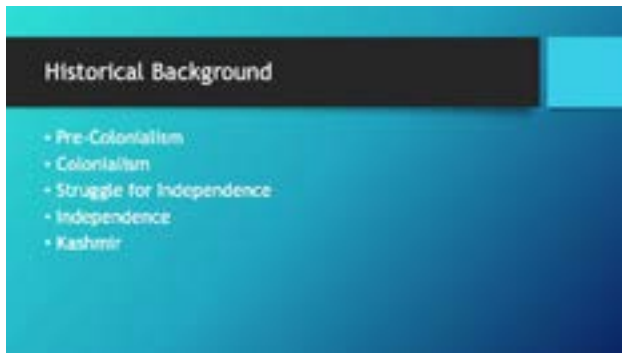 Historical Background
• Pre-Colonialism
• Colonialism
• Struggle for Independence
• Independence
• Kashmir